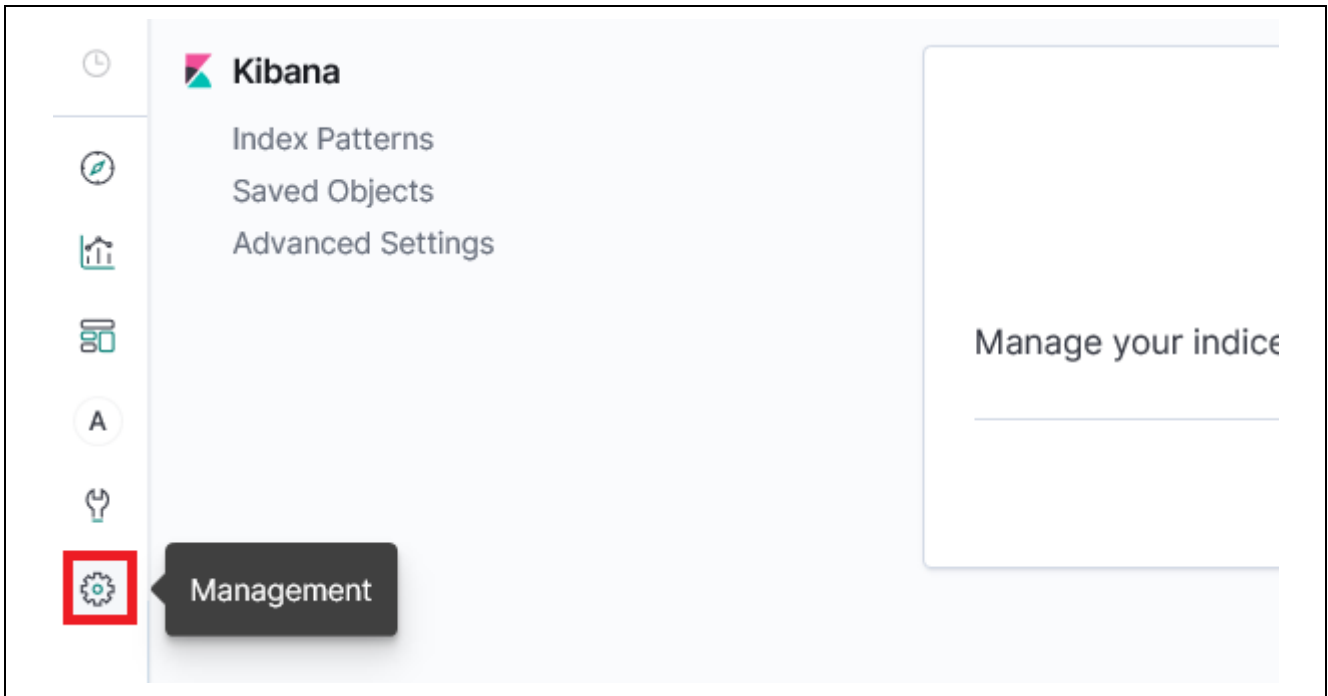 Kibana
Index Patterns
Saved Objects
Advanced Settings
Manage your indice
A
Management